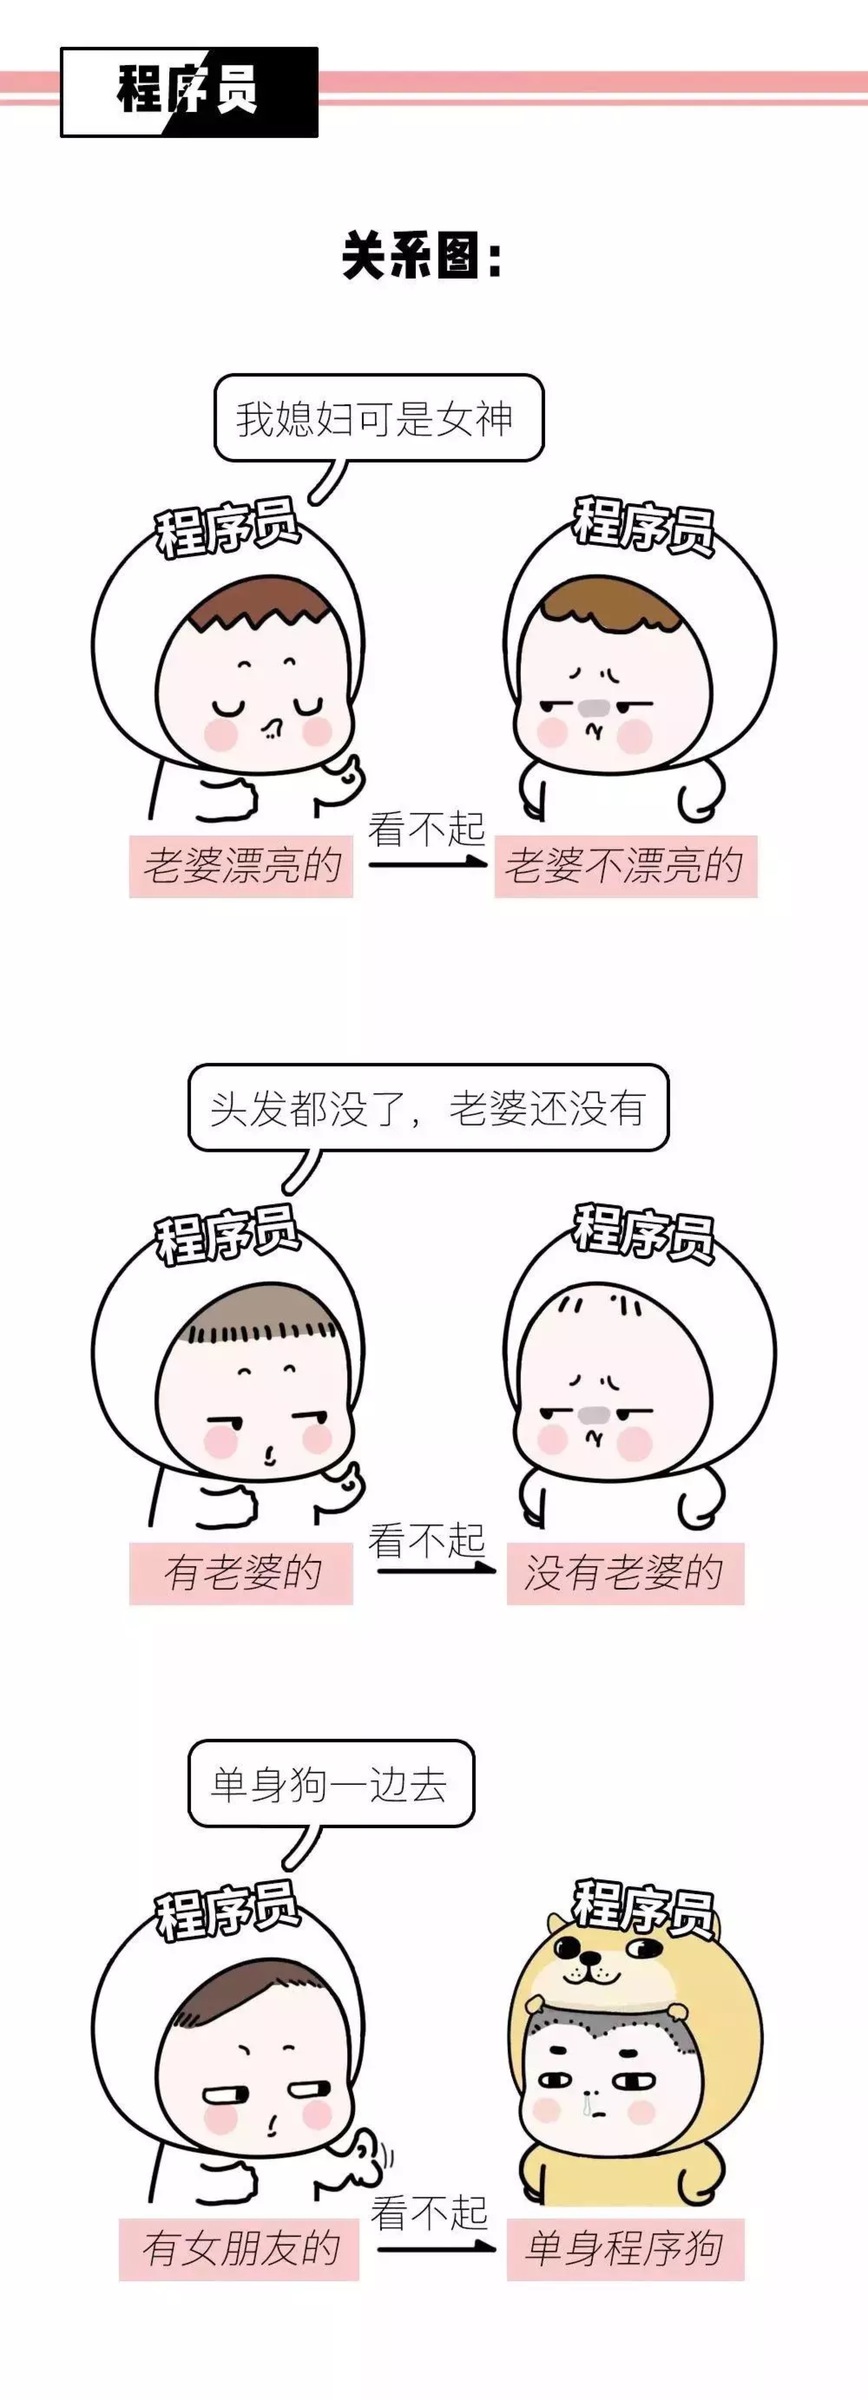 程序员
关系图：
我媳妇可是女神
程序员
程序员
看不起
老婆漂亮的
老婆不漂亮的
头发都没了，老婆还没有
程序员
程序员
看不起
有老婆的
没有老婆的
单身狗一边去
程序员
程序员
看不起
有女朋友的
单身程序狗